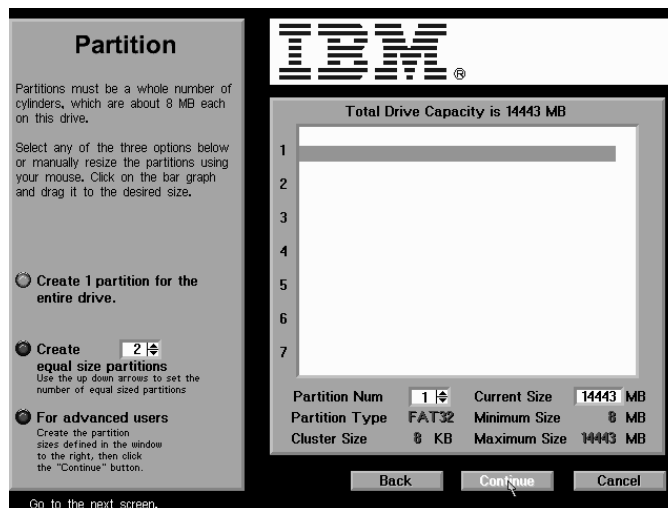 Partition
Partitions must be a whole number of
cylinders, which are about 8 MB each
on this drive.
Select any of the three options below
or manually resize the partitions using
your mouse. Click on the bar graph
and drag it to the desired size.
Create 1 partition for the
entire drive.
Create 2
equal size partitions
Use the up down arrows to set the
number of equal sized partitions
For advanced users
Create the partition
sizes defined in the window
to the right, then click
the "Continue" button.
Go to the next screen.
IBM®
Total Drive Capacity is 14443 MB
1
2
3
4
5
6
7
Partition Num 1 Current Size 14443 MB
Partition Type FAT32 Minimum Size 8 MB
Cluster Size 8 KB Maximum Size 14443 MB
Back Continue Cancel